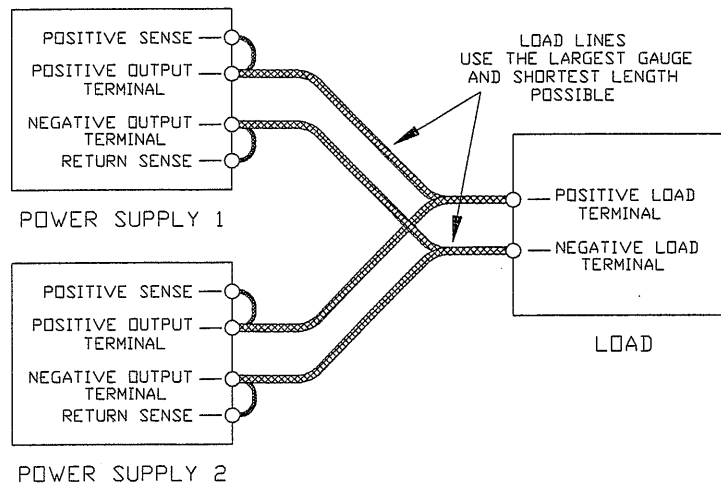 POSITIVE SENSE
POSITIVE OUTPUT
TERMINAL
NEGATIVE OUTPUT
TERMINAL
RETURN SENSE
POWER SUPPLY 1
LOAD LINES
USE THE LARGEST GAUGE
AND SHORTEST LENGTH
POSSIBLE
POSITIVE LOAD
TERMINAL
NEGATIVE LOAD
TERMINAL
LOAD
POSITIVE SENSE
POSITIVE OUTPUT
TERMINAL
NEGATIVE OUTPUT
TERMINAL
RETURN SENSE
POWER SUPPLY 2